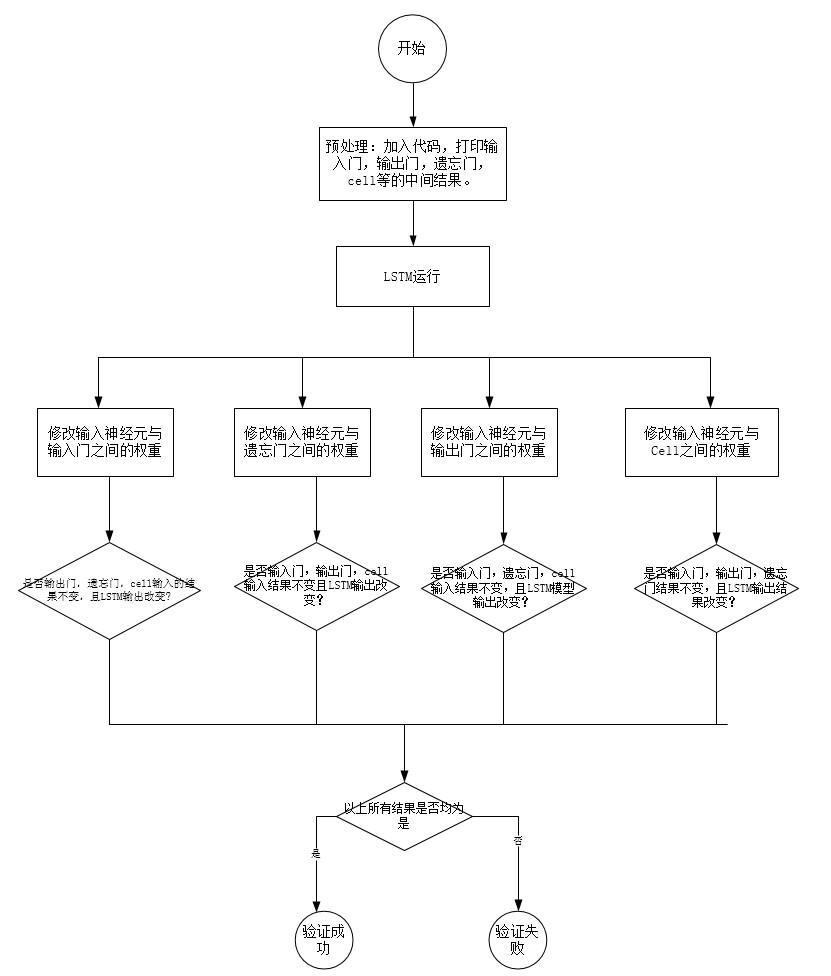 开始
预处理：加入代码，打印输
入门，输出门，遗忘门，
cell等的中间结果。
LSTM运行
修改输入神经元与
输入门之间的权重
修改输入神经元与
遗忘门之间的权重
修改输入神经元与
输出门之间的权重
修改输入神经元与
Cell之间的权重
是否输出门，遗忘门，cell输入的结
果不变，且LSTM输出改变?
是否输入门，输出门，cell
输入结果不变且LSTM输出改
变?
是否输入门，遗忘门，cell
输入结果不变，且LSTM模型
输出改变?
是否输入门，输出门，遗忘
门结果不变，且LSTM输出结
果改变?
以上所有结果是否均为
是
是
否
验证成
功
验证失
败